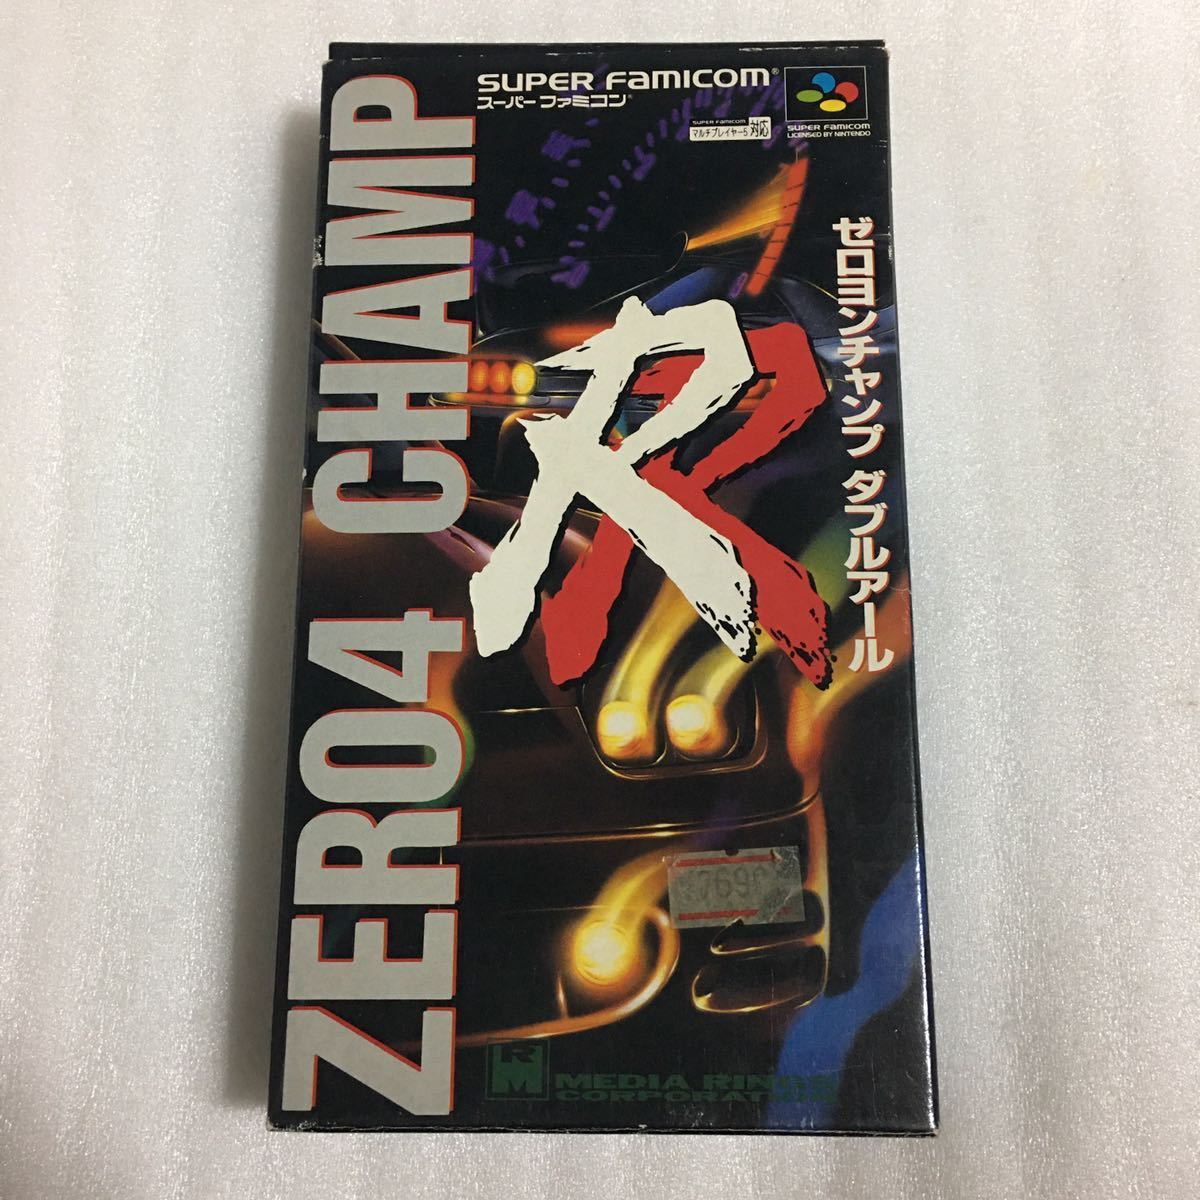 SUPER FAMICOM®
スーパーファミコン®
SUPER FAMICOM
マルチプレイヤー5 対応
SUPER FAMICOM
LICENSED BY NINTENDO
ZERO4 CHAMP
RR
ゼロヨンチャンプ ダブルアール
RM
MEDIA RINGS
CORPORATION